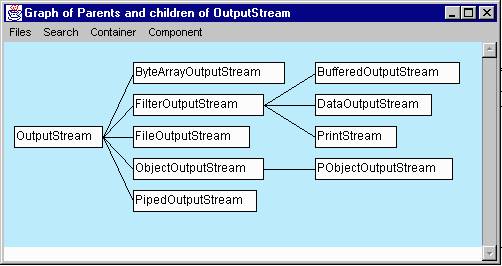 Graph of Parents and children of OutputStream
Files Search Container Component
ByteArrayOutputStream BufferedOutputStream
FilterOutputStream DataOutputStream
OutputStream FileOutputStream PrintStream
ObjectOutputStream PObjectOutputStream
PipedOutputStream